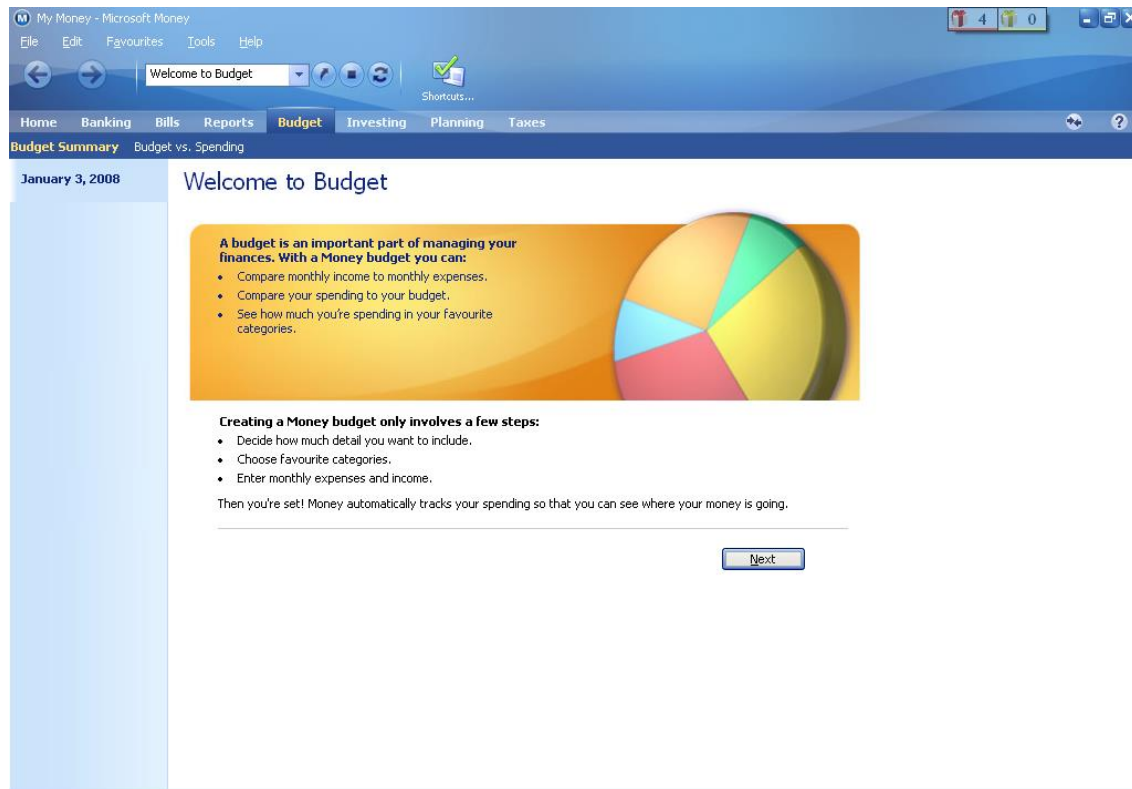 My Money - Microsoft Money
4 0
File Edit Favourites Tools Help
Welcome to Budget
Shortcuts...
Home Banking Bills Reports Budget Investing Planning Taxes
Budget Summary Budget vs. Spending
January 3, 2008
Welcome to Budget
A budget is an important part of managing your
finances. With a Money budget you can:
• Compare monthly income to monthly expenses.
• Compare your spending to your budget.
• See how much you're spending in your favourite
categories.
Creating a Money budget only involves a few steps:
• Decide how much detail you want to include.
• Choose favourite categories.
• Enter monthly expenses and income.
Then you're set! Money automatically tracks your spending so that you can see where your money is going.
Next